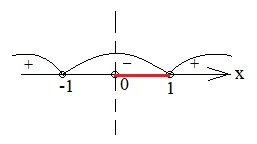 + − +
x
-1 0 1